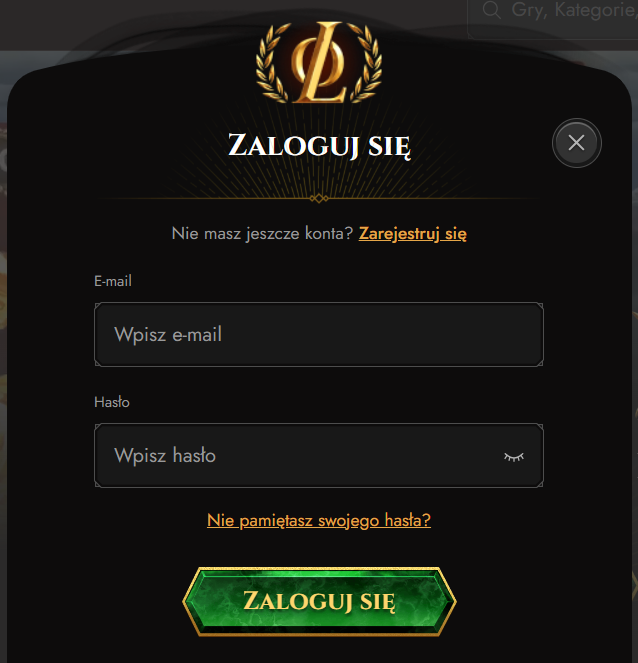 Gry, Kategorie,
Zaloguj się
Nie masz jeszcze konta? Zarejestruj się
E-mail
Wpisz e-mail
Hasło
Wpisz hasło
Nie pamiętasz swojego hasła?
Zaloguj się